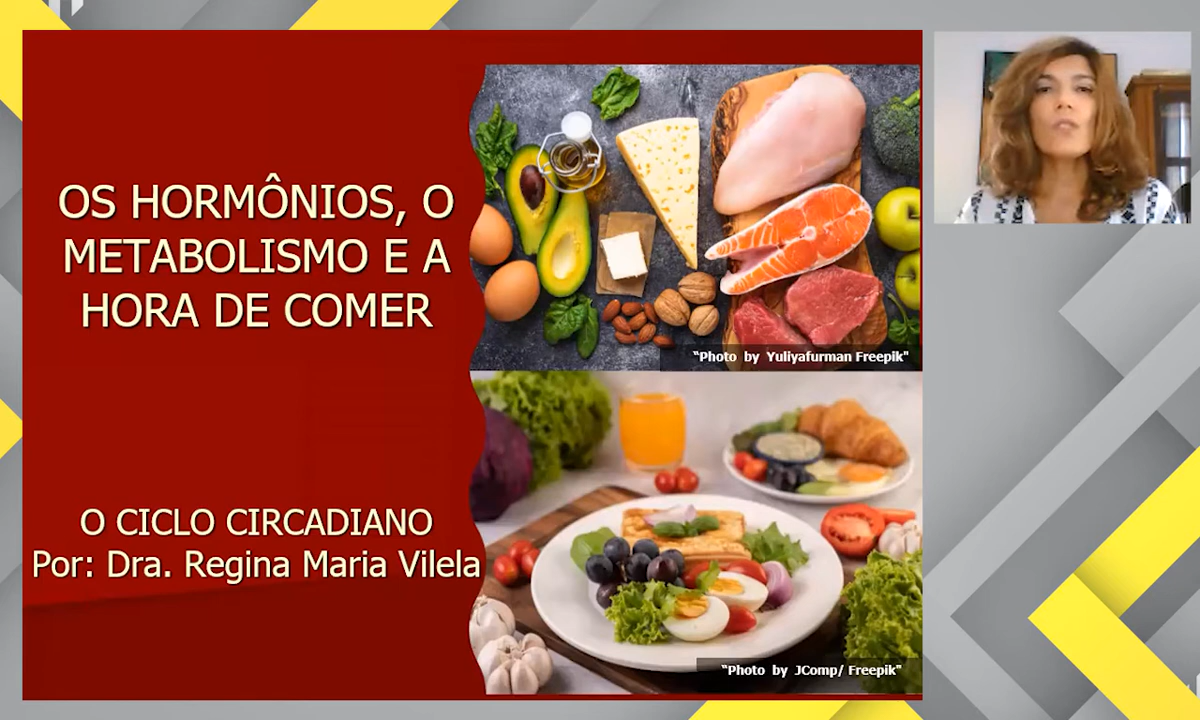 OS HORMÔNIOS, O
METABOLISMO E A
HORA DE COMER
O CICLO CIRCADIANO
Por: Dra. Regina Maria Vilela
“Photo by Yuliyafurman Freepik"
“Photo by JComp/ Freepik"